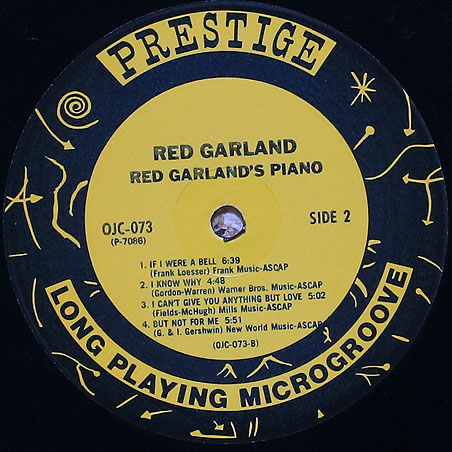 PRESTIGE
RED GARLAND
RED GARLAND'S PIANO
OJC-073
(P-7086)
SIDE 2
1. IF I WERE A BELL 6:39
(Frank Loesser) Frank Music-ASCAP
2. I KNOW WHY 4:48
(Gordon-Warren) Warner Bros. Music-ASCAP
3. I CAN'T GIVE YOU ANYTHING BUT LOVE 5:02
(Fields-McHugh) Mills Music-ASCAP
4. BUT NOT FOR ME 5:51
(G. & I. Gershwin) New World Music-ASCAP
(OJC-073-B)
LONG PLAYING MICROGROOVE